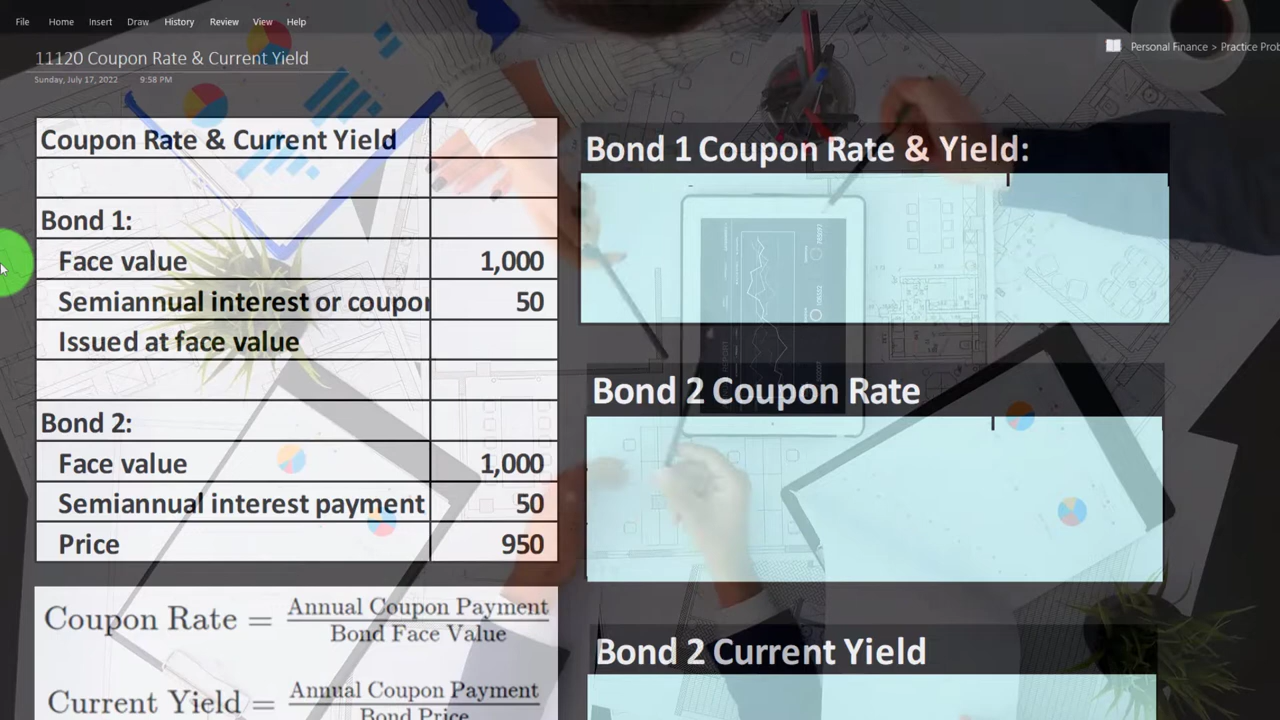 File Home Insert Draw History Review View Help
11120 Coupon Rate & Current Yield
Sunday, July 17, 2022 9:58 PM
Personal Finance > Practice
Coupon Rate & Current Yield
Bond 1:
Face value 1,000
Semiannual interest or 50
Issued at face value
Bond 2:
Face value 1,000
Semiannual interest payment 50
Price 950
Coupon Rate = Annual Coupon Payment
Bond Face Value
Current Yield = Annual Coupon Payment
Bond Price
Bond 1 Coupon Rate & Yield:
Bond 2 Coupon Rate
Bond 2 Current Yield